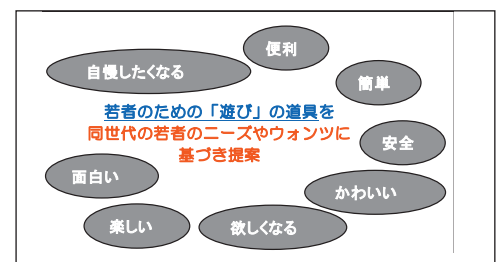 便利
自慢したくなる
簡単
若者のための「遊び」の道具を
同世代の若者のニーズやウォンツに
基づき提案
安全
面白い
かわいい
楽しい
欲しくなる